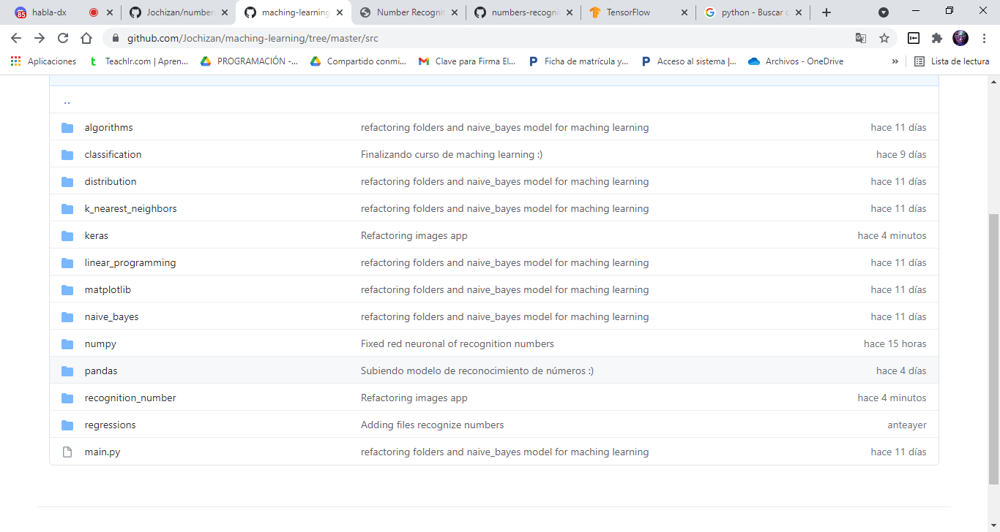 85 habla-dx
Jochizan/number
maching-learning
Number Recognit
numbers-recogni
TensorFlow
python - Buscar c
github.com/Jochizan/maching-learning/tree/master/src
Aplicaciones
Teachlr.com | Apren...
PROGRAMACIÓN -...
Compartido conmi...
Clave para Firma El...
Ficha de matrícula y...
Acceso al sistema |...
Archivos - OneDrive
»
Lista de lectura
..
algorithms refactoring folders and naive_bayes model for maching learning hace 11 días
classification Finalizando curso de maching learning :) hace 9 días
distribution refactoring folders and naive_bayes model for maching learning hace 11 días
k_nearest_neighbors refactoring folders and naive_bayes model for maching learning hace 11 días
keras Refactoring images app hace 4 minutos
linear_programming refactoring folders and naive_bayes model for maching learning hace 11 días
matplotlib refactoring folders and naive_bayes model for maching learning hace 11 días
naive_bayes refactoring folders and naive_bayes model for maching learning hace 11 días
numpy Fixed red neuronal of recognition numbers hace 15 horas
pandas Subiendo modelo de reconocimiento de números :) hace 4 días
recognition_number Refactoring images app hace 4 minutos
regressions Adding files recognize numbers anteayer
main.py refactoring folders and naive_bayes model for maching learning hace 11 días